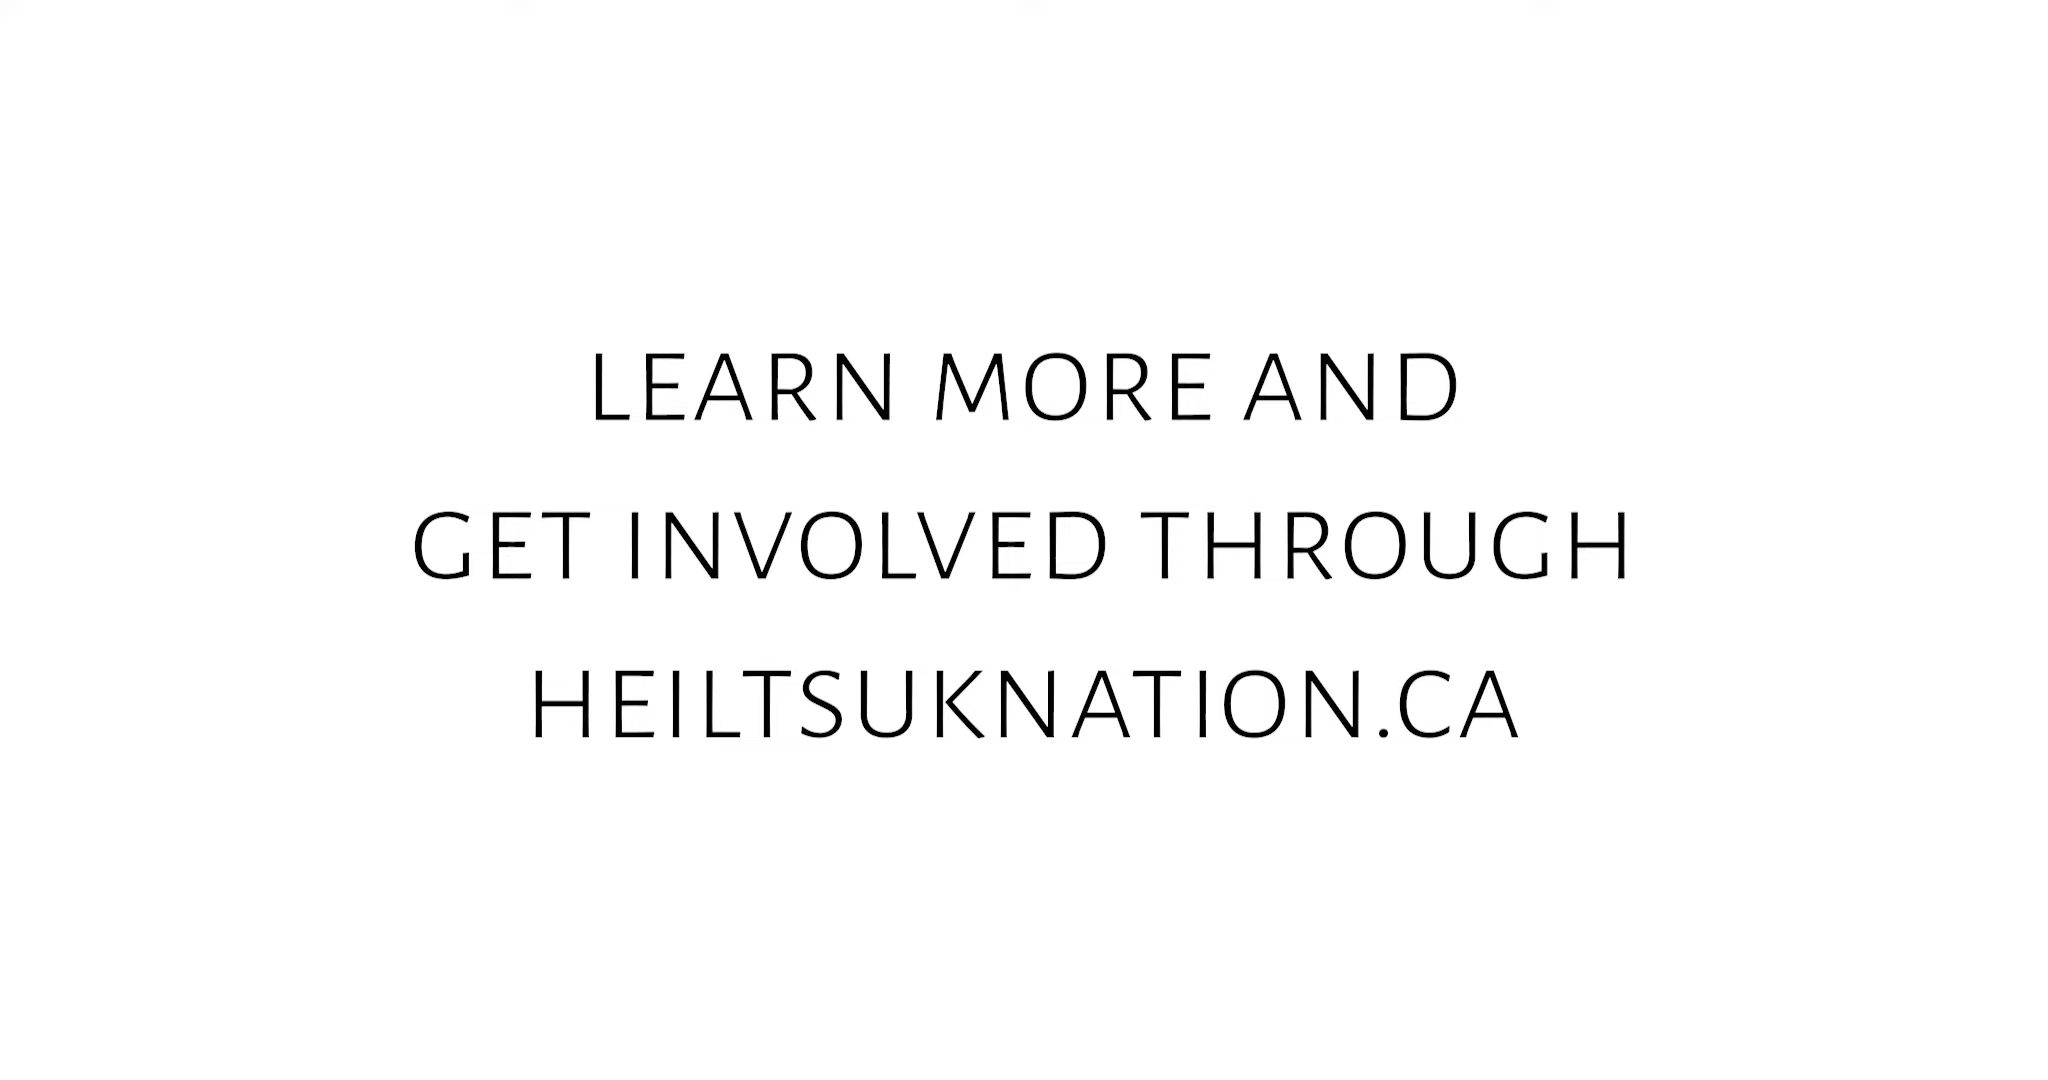 LEARN MORE AND
GET INVOLVED THROUGH
HEILTSUKNATION.CA